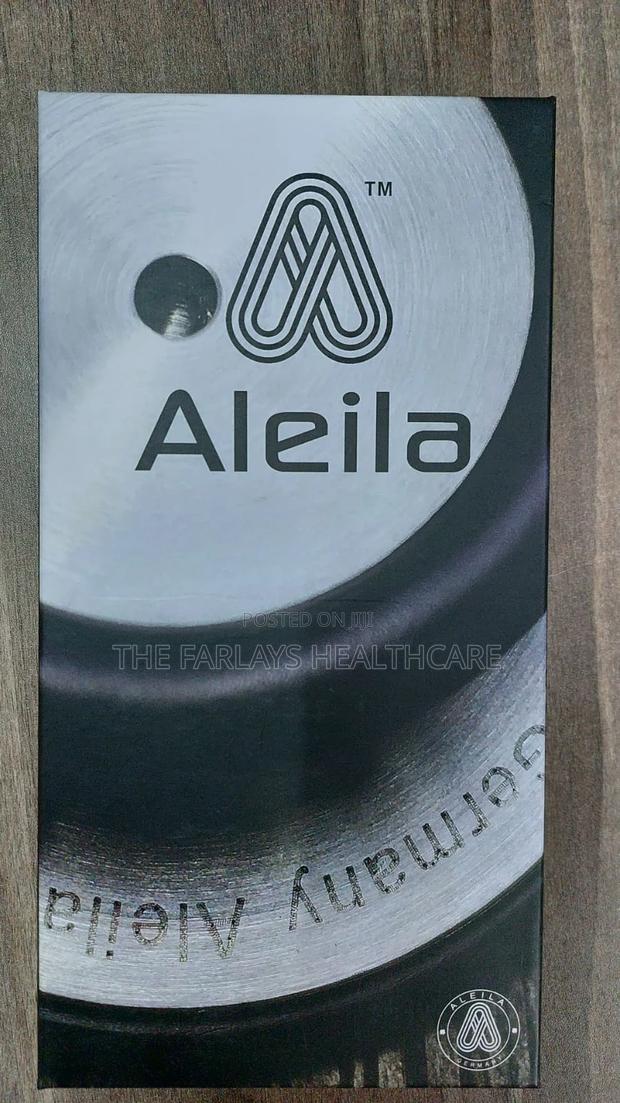 TM
Aleila
POSTED ON JIJI
THE FARLAYS HEALTHCARE
Germany Aleila
ALEILA
GERMANY